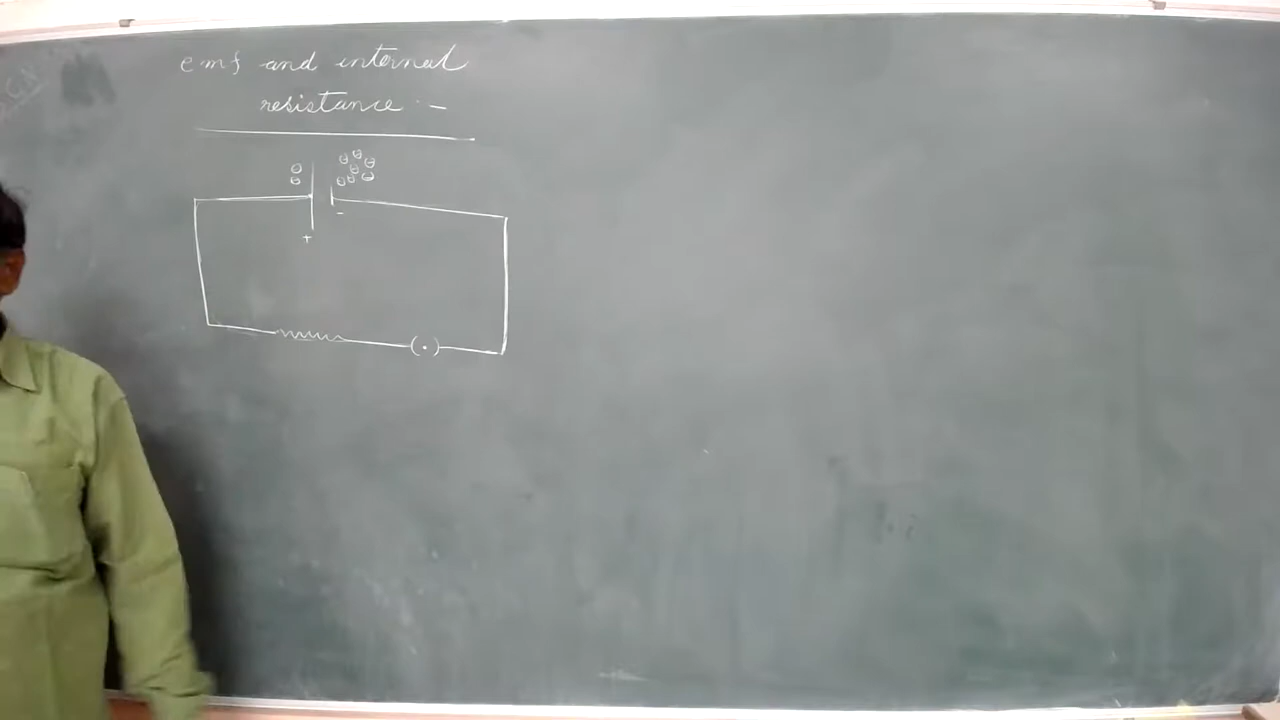 emf and internal
resistance :-
+
-